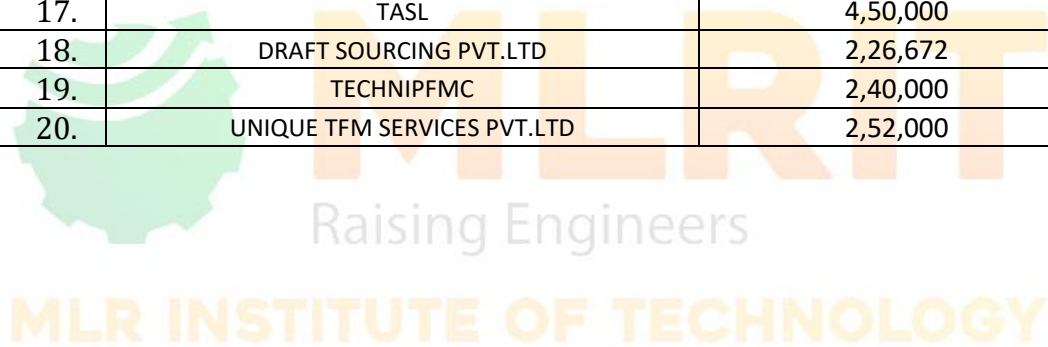 17. TASL 4,50,000
18. DRAFT SOURCING PVT.LTD 2,26,672
19. TECHNIPFMC 2,40,000
20. UNIQUE TFM SERVICES PVT.LTD 2,52,000
MLRIT
Raising Engineers
MLR INSTITUTE OF TECHNOLOGY